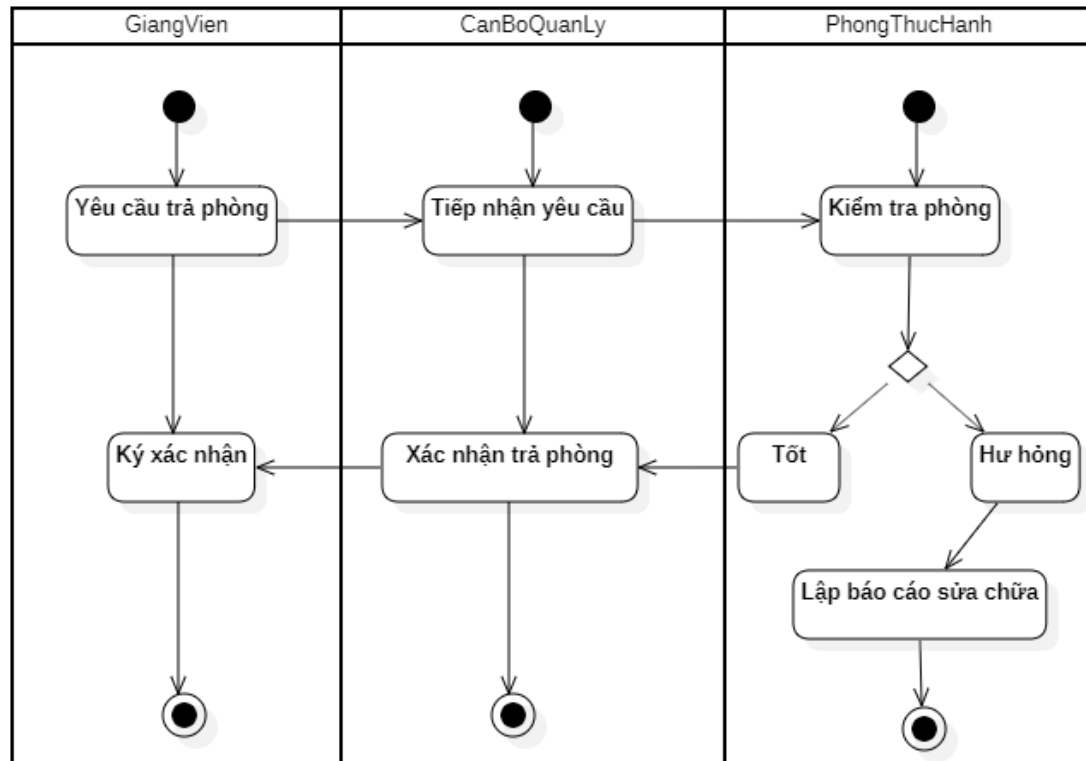 GiangVien
CanBoQuanLy
PhongThucHanh
Yêu cầu trả phòng
Tiếp nhận yêu cầu
Kiểm tra phòng
Ký xác nhận
Xác nhận trả phòng
Tốt
Hư hỏng
Lập báo cáo sửa chữa